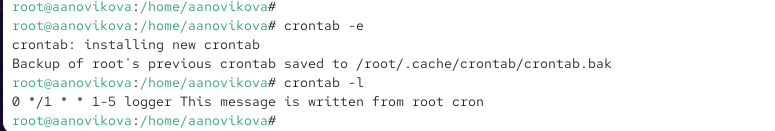 root@aanovikova:/home/aanovikova#
root@aanovikova:/home/aanovikova# crontab -e
crontab: installing new crontab
Backup of root's previous crontab saved to /root/.cache/crontab/crontab.bak
root@aanovikova:/home/aanovikova# crontab -l
0 */1 * * 1-5 logger This message is written from root cron
root@aanovikova:/home/aanovikova#